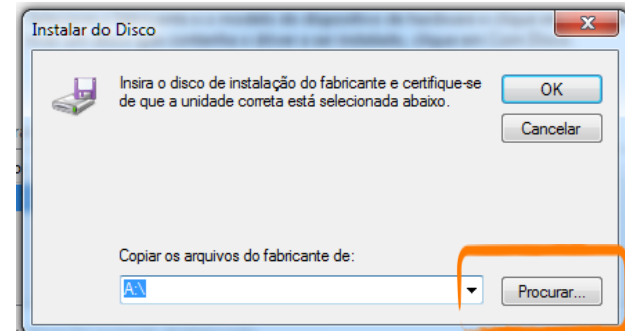 Instalar do Disco
Insira o disco de instalação do fabricante e certifique-se
de que a unidade correta está selecionada abaixo.
OK
Cancelar
Copiar os arquivos do fabricante de:
A:\
Procurar...